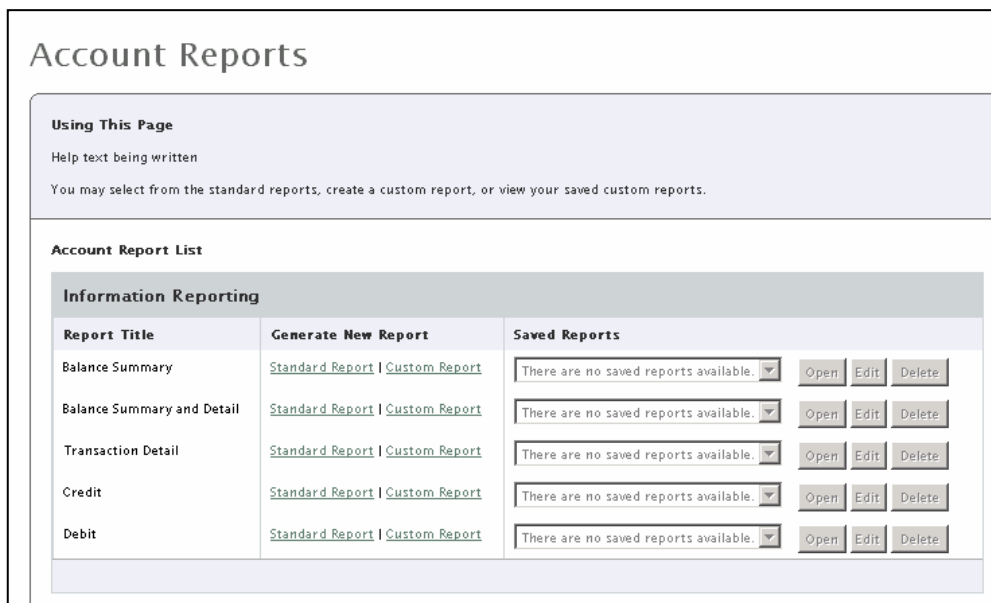 Account Reports
Using This Page
Help text being written
You may select from the standard reports, create a custom report, or view your saved custom reports.
Account Report List
Information Reporting
Report Title Generate New Report Saved Reports
Balance Summary Standard Report | Custom Report There are no saved reports available. Open Edit Delete
Balance Summary and Detail Standard Report | Custom Report There are no saved reports available. Open Edit Delete
Transaction Detail Standard Report | Custom Report There are no saved reports available. Open Edit Delete
Credit Standard Report | Custom Report There are no saved reports available. Open Edit Delete
Debit Standard Report | Custom Report There are no saved reports available. Open Edit Delete